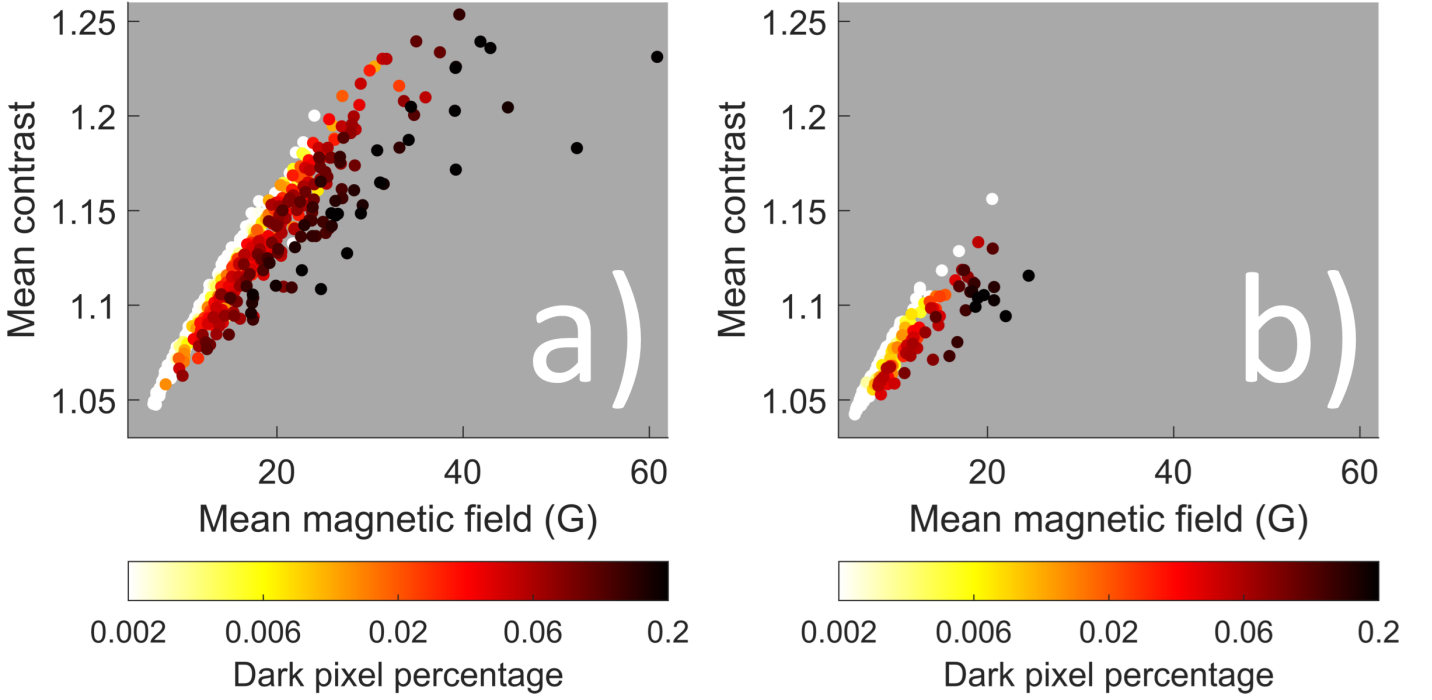 1.25
1.2
1.15
1.1
1.05
Mean contrast
a)
20 40 60
Mean magnetic field (G)
0.002 0.006 0.02 0.06 0.2
Dark pixel percentage
1.25
1.2
1.15
1.1
1.05
Mean contrast
b)
20 40 60
Mean magnetic field (G)
0.002 0.006 0.02 0.06 0.2
Dark pixel percentage